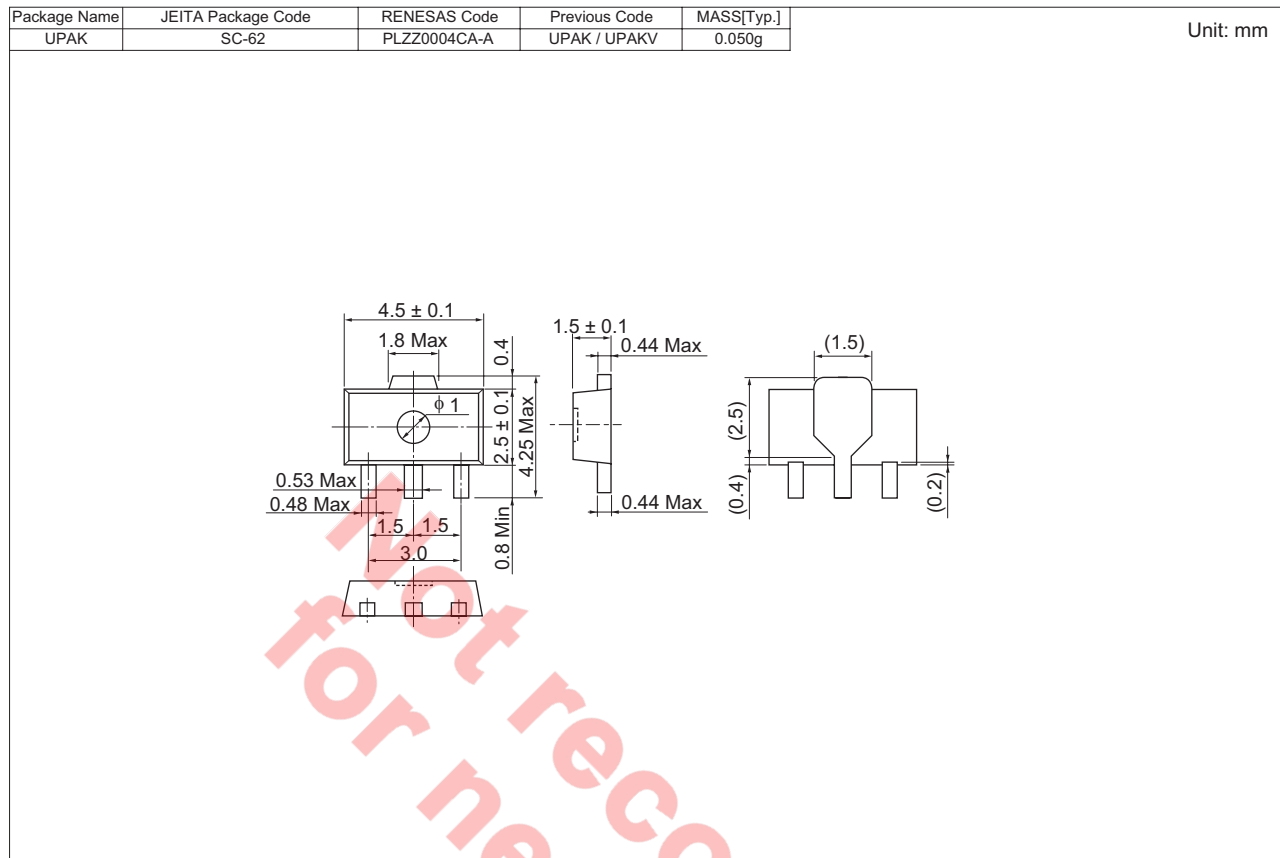 Package Name JEITA Package Code RENESAS Code Previous Code MASS[Typ.]
UPAK SC-62 PLZZ0004CA-A UPAK / UPAKV 0.050g
Unit: mm
4.5 ± 0.1
1.8 Max
0.4
ϕ 1
2.5 ± 0.1
4.25 Max
0.53 Max
0.48 Max
1.5 1.5
3.0
0.8 Min
1.5 ± 0.1
0.44 Max
0.44 Max
(1.5)
(2.5)
(0.4)
(0.2)
Not reco
for ne